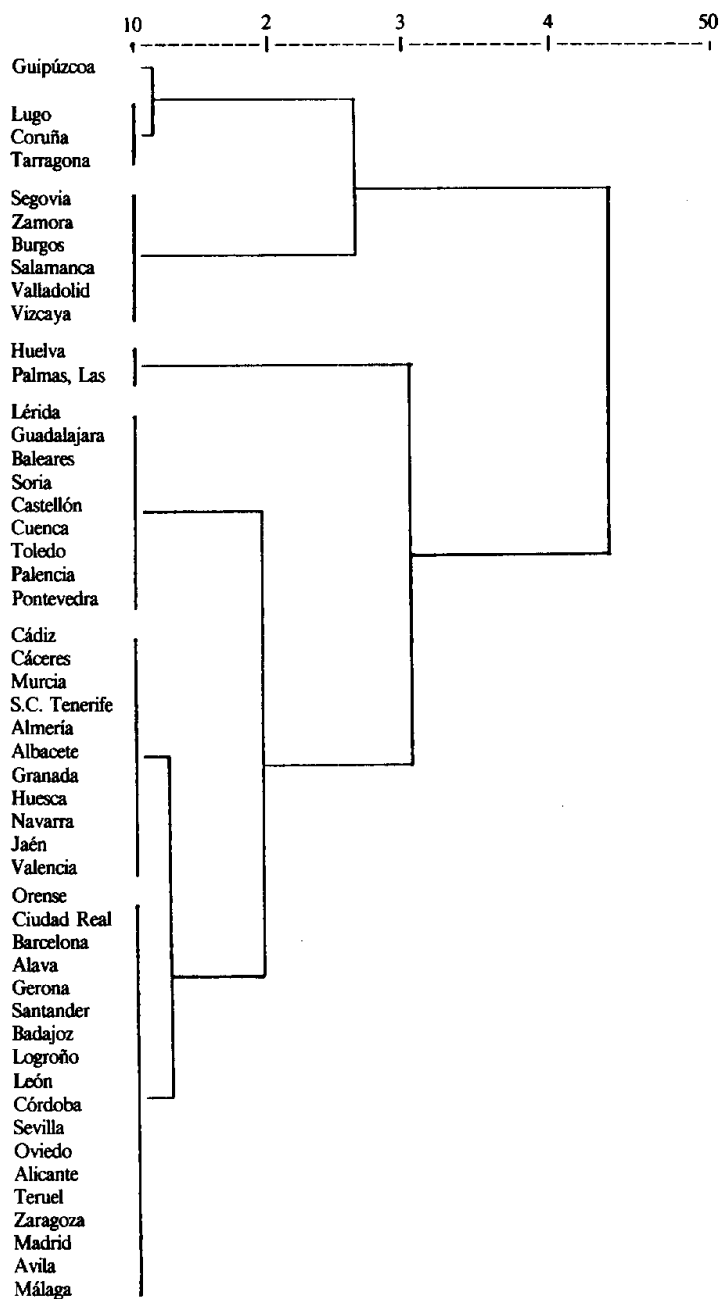 10 2 3 4 50
Guipúzcoa
Lugo
Coruña
Tarragona
Segovia
Zamora
Burgos
Salamanca
Valladolid
Vizcaya
Huelva
Palmas, Las
Lérida
Guadalajara
Baleares
Soria
Castellón
Cuenca
Toledo
Palencia
Pontevedra
Cádiz
Cáceres
Murcia
S.C. Tenerife
Almería
Albacete
Granada
Huesca
Navarra
Jaén
Valencia
Orense
Ciudad Real
Barcelona
Alava
Gerona
Santander
Badajoz
Logroño
León
Córdoba
Sevilla
Oviedo
Alicante
Teruel
Zaragoza
Madrid
Avila
Málaga